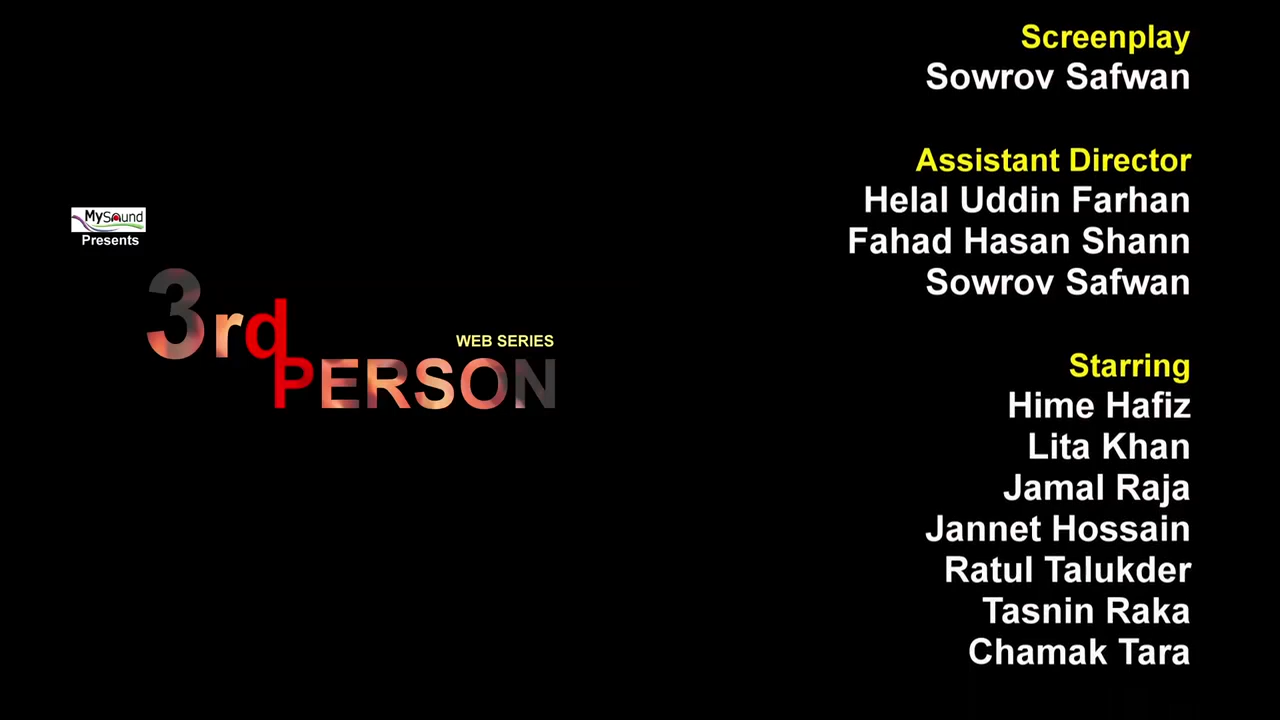 MySound
Presents
3rd
WEB SERIES
PERSON
Screenplay
Sowrov Safwan
Assistant Director
Helal Uddin Farhan
Fahad Hasan Shann
Sowrov Safwan
Starring
Hime Hafiz
Lita Khan
Jamal Raja
Jannet Hossain
Ratul Talukder
Tasnin Raka
Chamak Tara